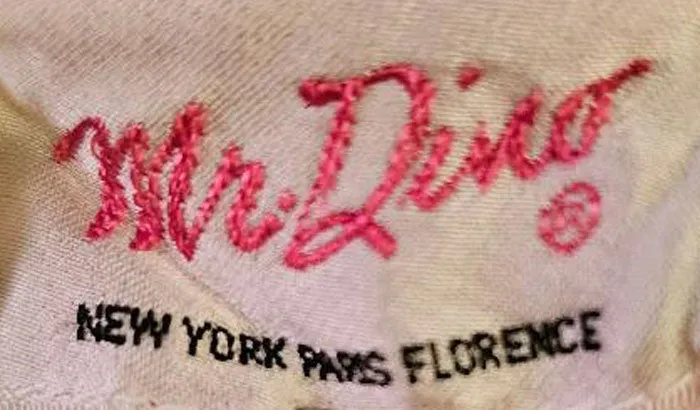 Mr. Dino ®
NEW YORK PARIS FLORENCE